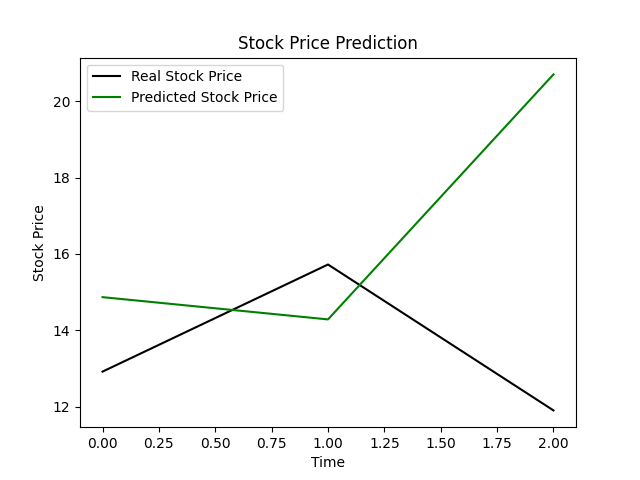 Stock Price Prediction
Real Stock Price
Predicted Stock Price
Stock Price
20
18
16
14
12
0.00 0.25 0.50 0.75 1.00 1.25 1.50 1.75 2.00
Time